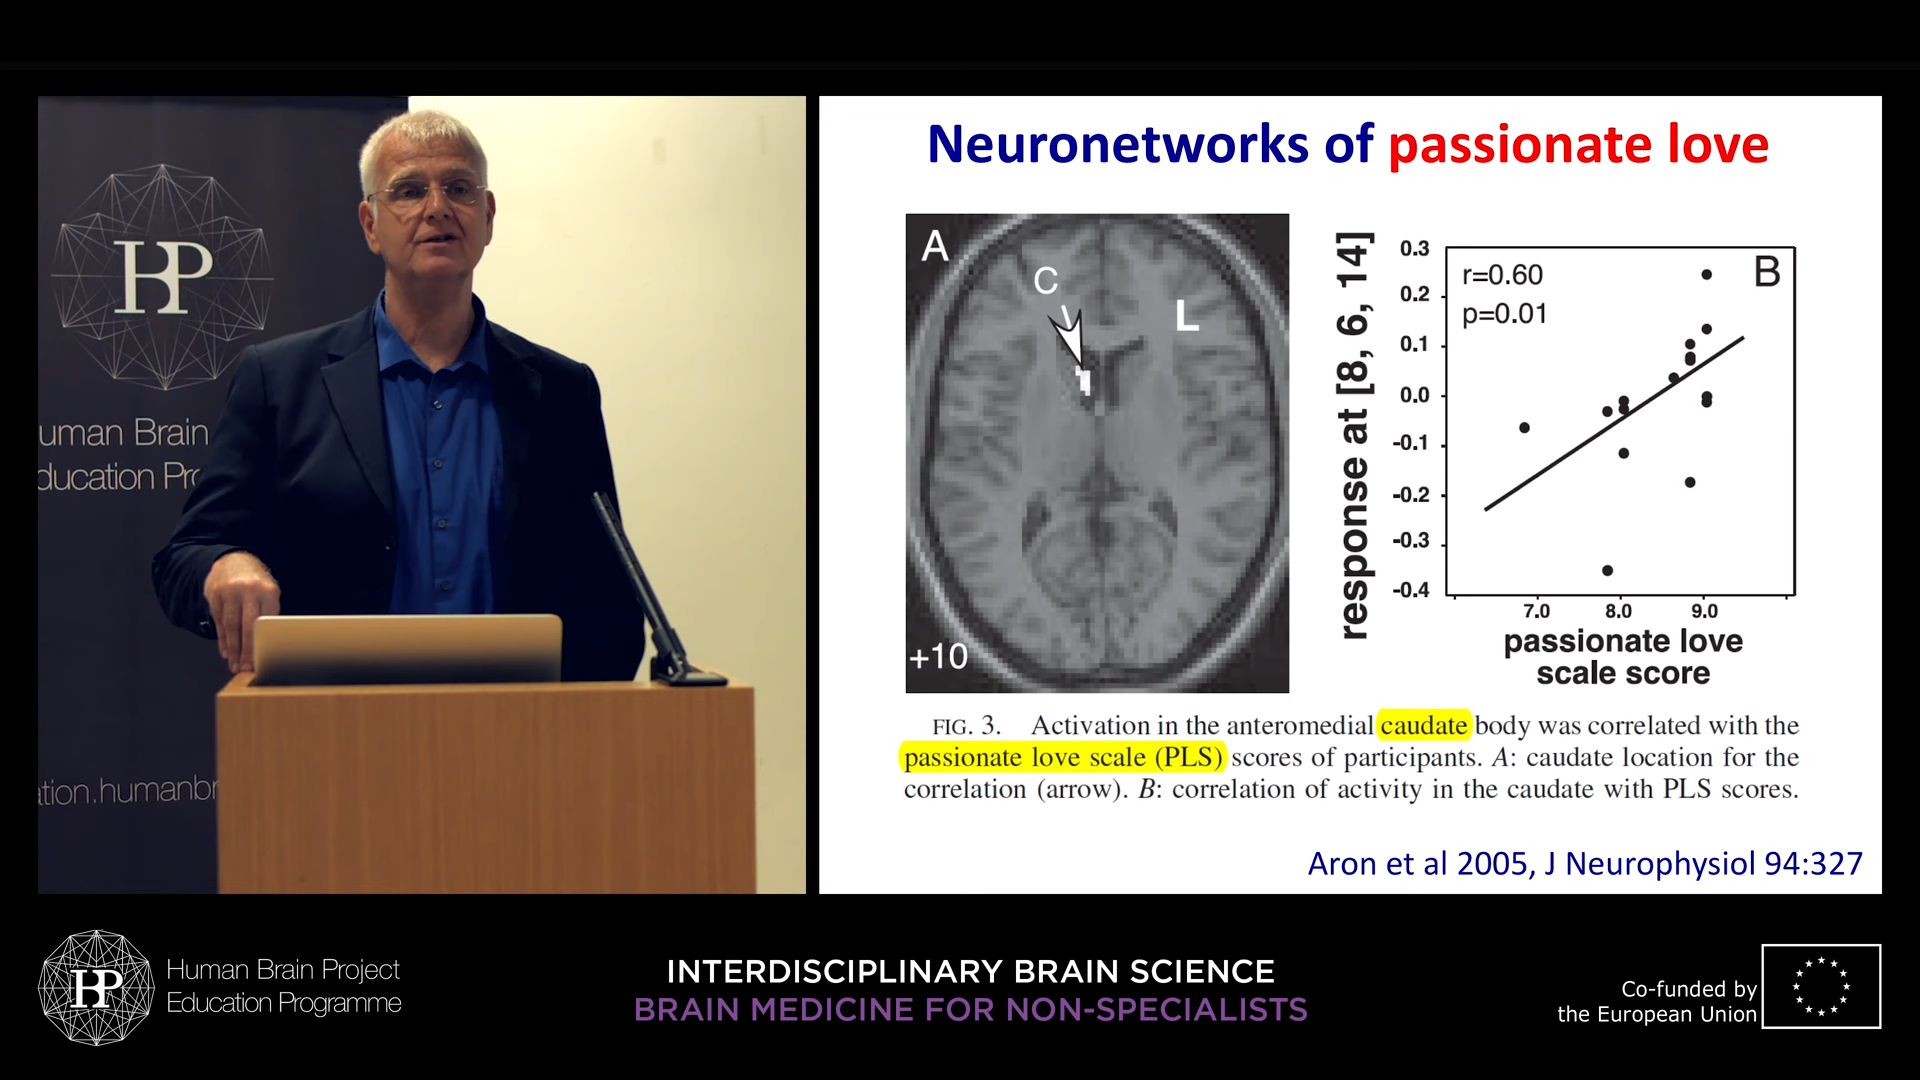 HP
uman Brain
ducation Pro
ation.humanbr
Neuronetworks of passionate love
A
C
L
+10
response at [8, 6, 14]
0.3
0.2
0.1
0.0
-0.1
-0.2
-0.3
-0.4
r=0.60
p=0.01
B
7.0 8.0 9.0
passionate love
scale score
FIG. 3. Activation in the anteromedial caudate body was correlated with the
passionate love scale (PLS) scores of participants. A: caudate location for the
correlation (arrow). B: correlation of activity in the caudate with PLS scores.
Aron et al 2005, J Neurophysiol 94:327
HP
Human Brain Project
Education Programme
INTERDISCIPLINARY BRAIN SCIENCE
BRAIN MEDICINE FOR NON-SPECIALISTS
Co-funded by
the European Union